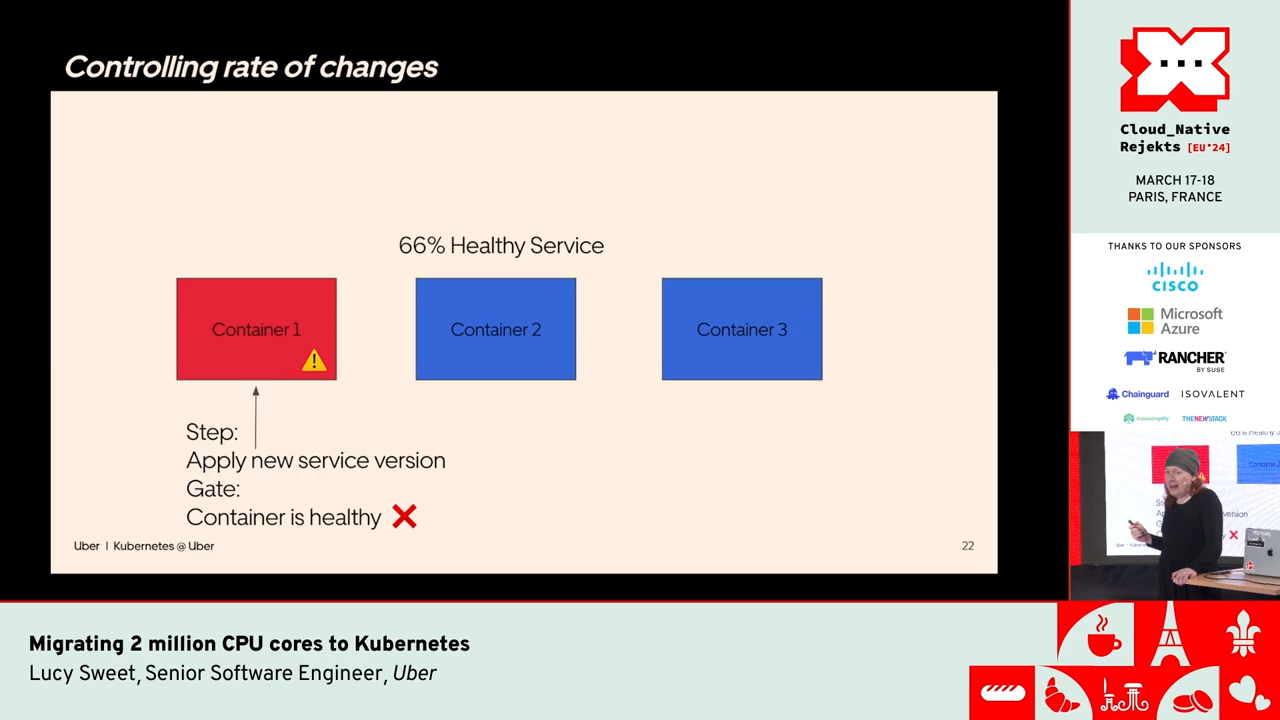 Controlling rate of changes
66% Healthy Service
Container 1
Container 2
Container 3
Step:
Apply new service version
Gate:
Container is healthy
Uber | Kubernetes @ Uber
22
Cloud_Native
Rejekts [EU'24]
MARCH 17-18
PARIS, FRANCE
THANKS TO OUR SPONSORS
CISCO
Microsoft
Azure
RANCHER
BY SUSE
Chainguard
ISOVALENT
kubesimplify
THENEWSTACK
Migrating 2 million CPU cores to Kubernetes
Lucy Sweet, Senior Software Engineer, Uber